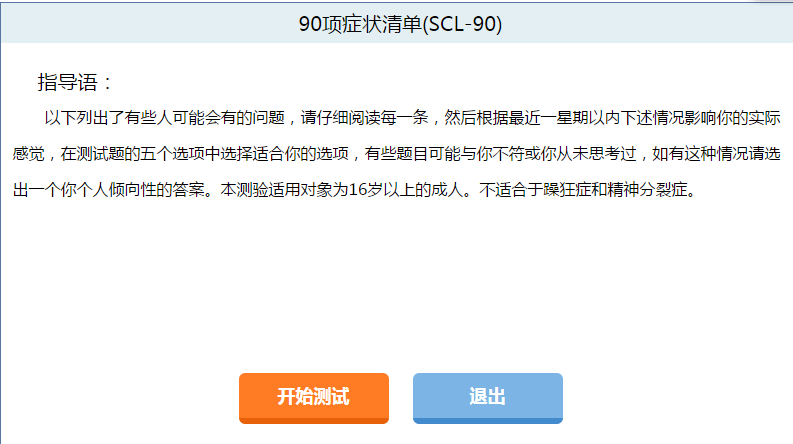 90项症状清单(SCL-90)
指导语：
以下列出了有些人可能会有的问题，请仔细阅读每一条，然后根据最近一星期以内下述情况影响你的实际
感觉，在测试题的五个选项中选择适合你的选项，有些题目可能与你不符或你从未思考过，如有这种情况请选
出一个你个人倾向性的答案。本测验适用对象为16岁以上的成人。不适合于躁狂症和精神分裂症。
开始测试 退出